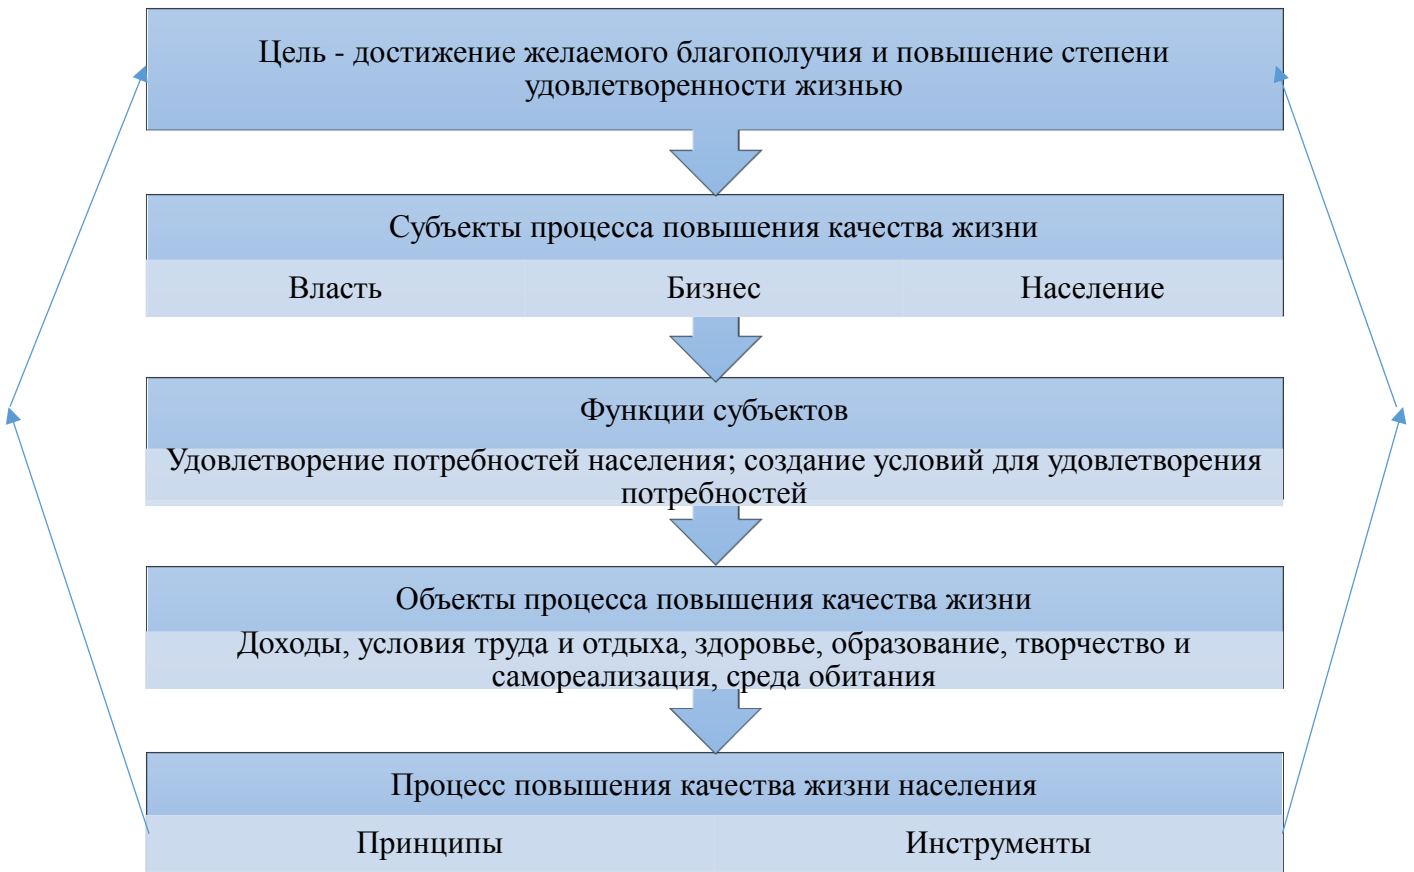 Цель - достижение желаемого благополучия и повышение степени
удовлетворенности жизнью
Субъекты процесса повышения качества жизни
Власть
Бизнес
Население
Функции субъектов
Удовлетворение потребностей населения; создание условий для удовлетворения
потребностей
Объекты процесса повышения качества жизни
Доходы, условия труда и отдыха, здоровье, образование, творчество и
самореализация, среда обитания
Процесс повышения качества жизни населения
Принципы
Инструменты